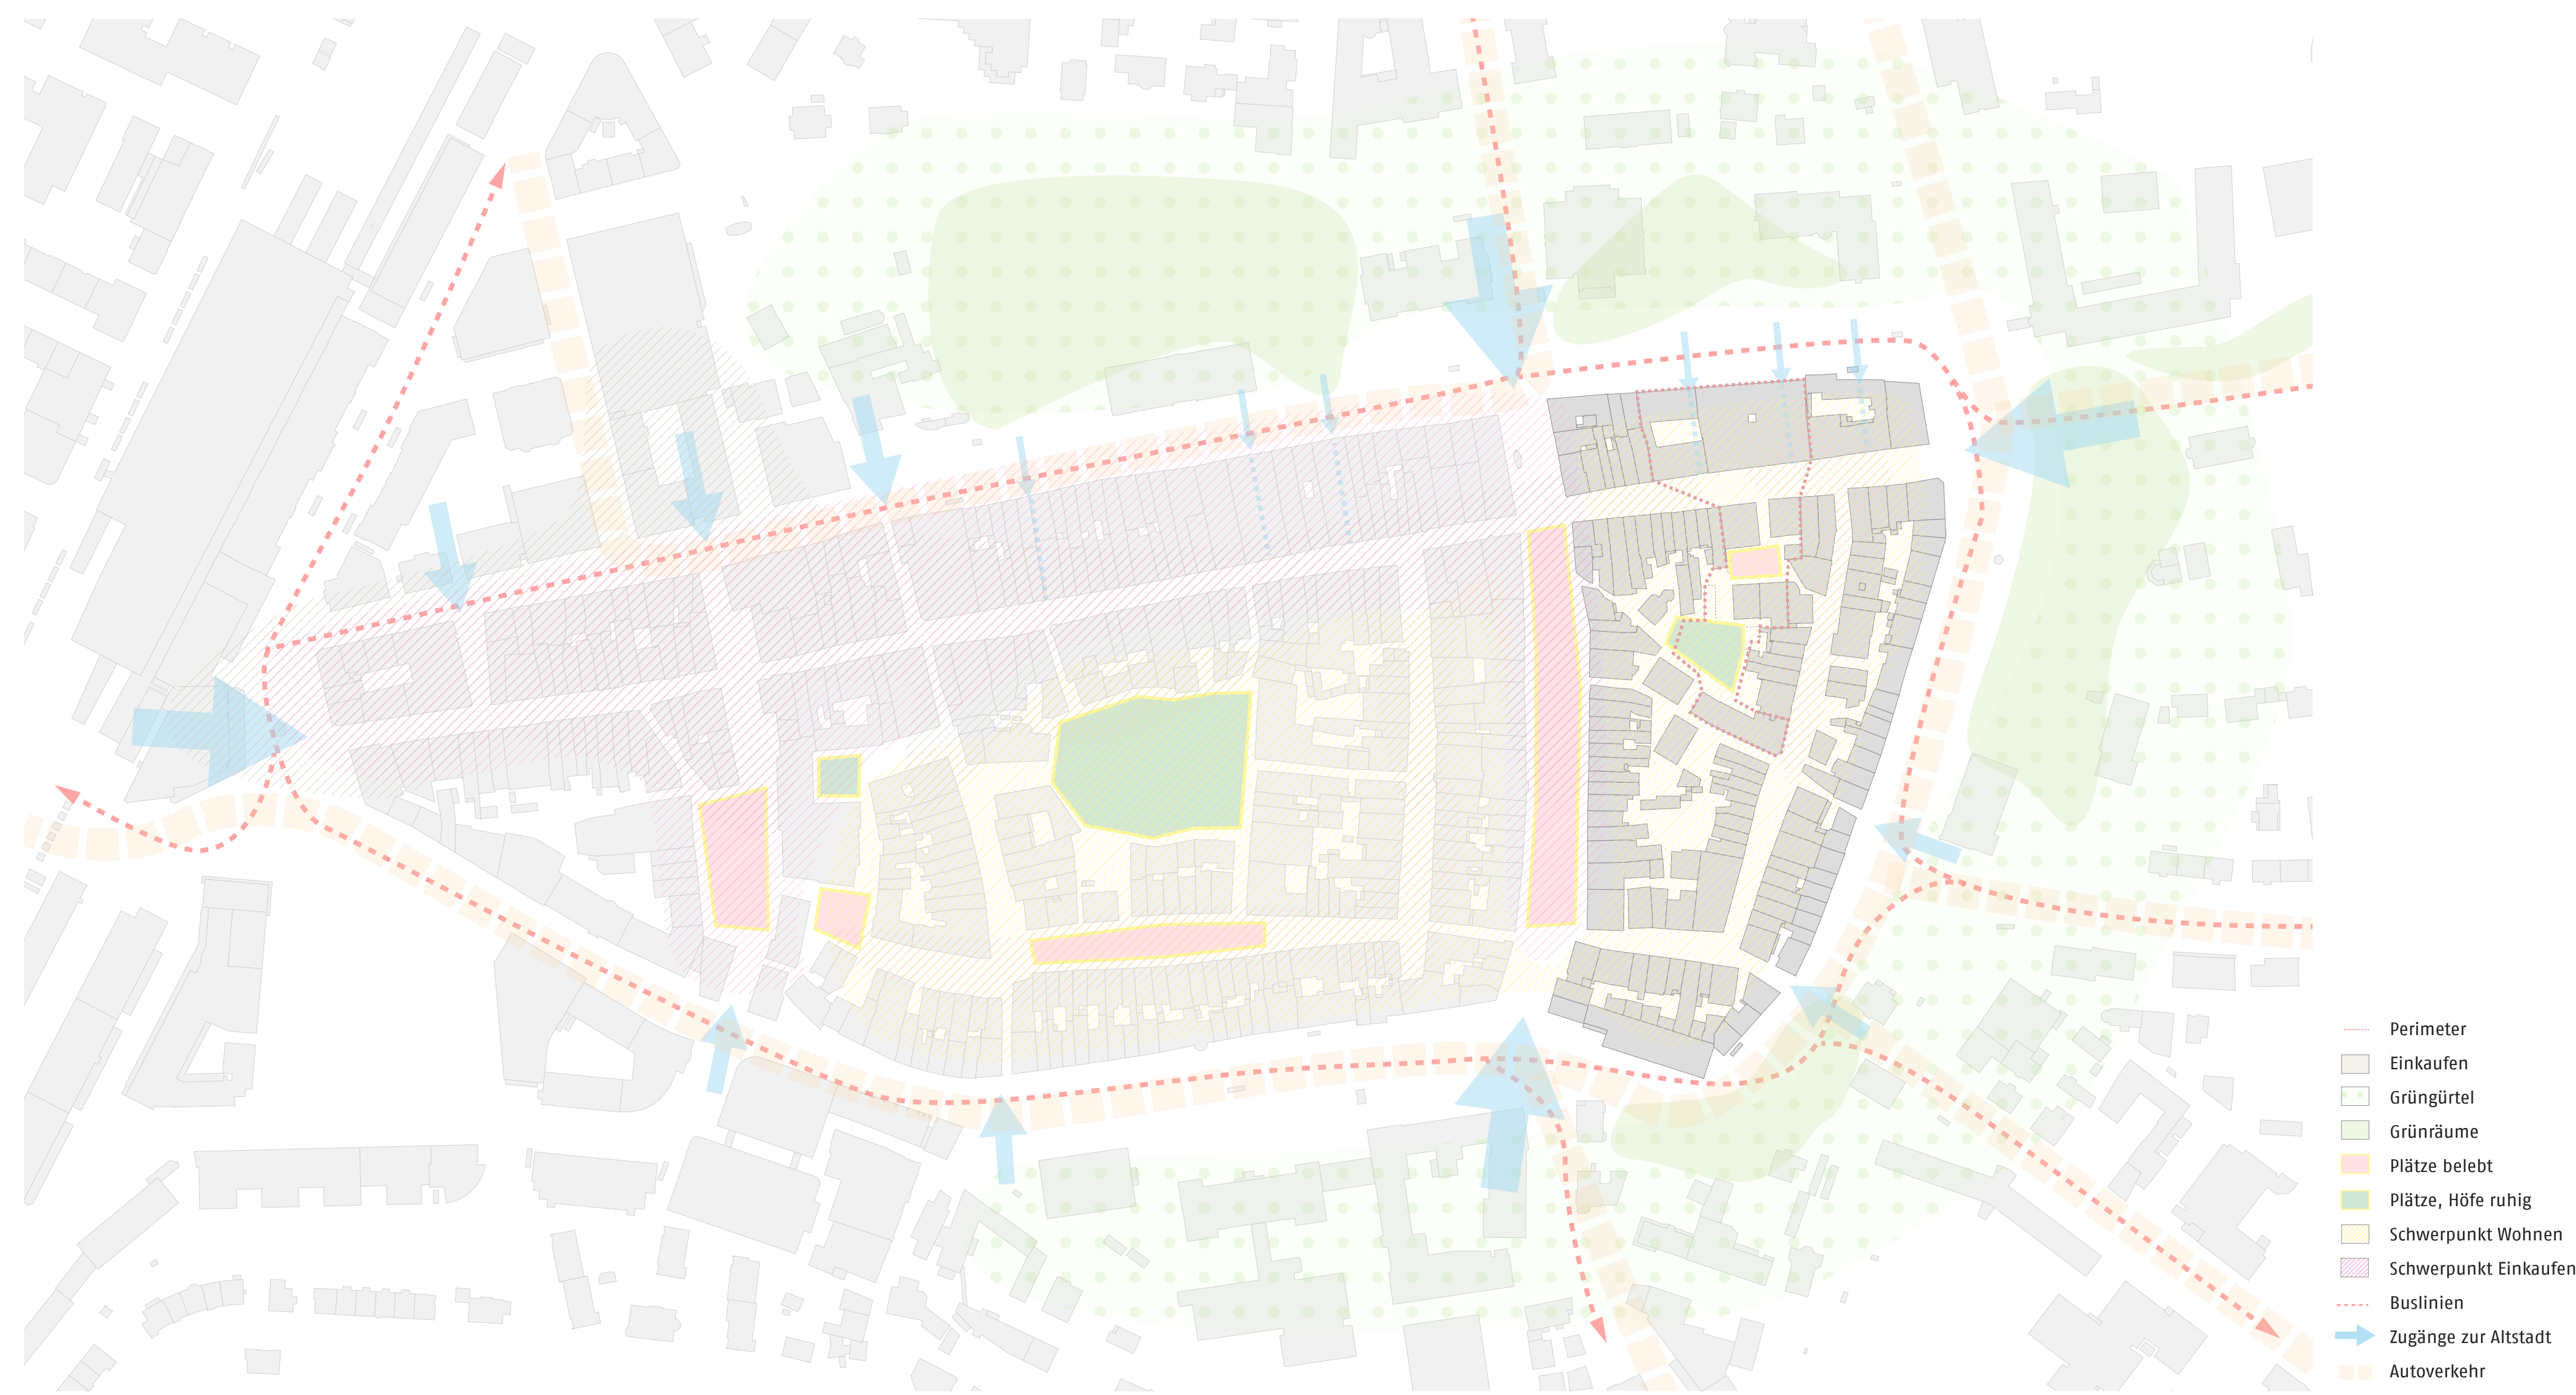 Perimeter
Einkaufen
Grüngürtel
Grünräume
Plätze belebt
Plätze, Höfe ruhig
Schwerpunkt Wohnen
Schwerpunkt Einkaufen
Buslinien
Zugänge zur Altstadt
Autoverkehr